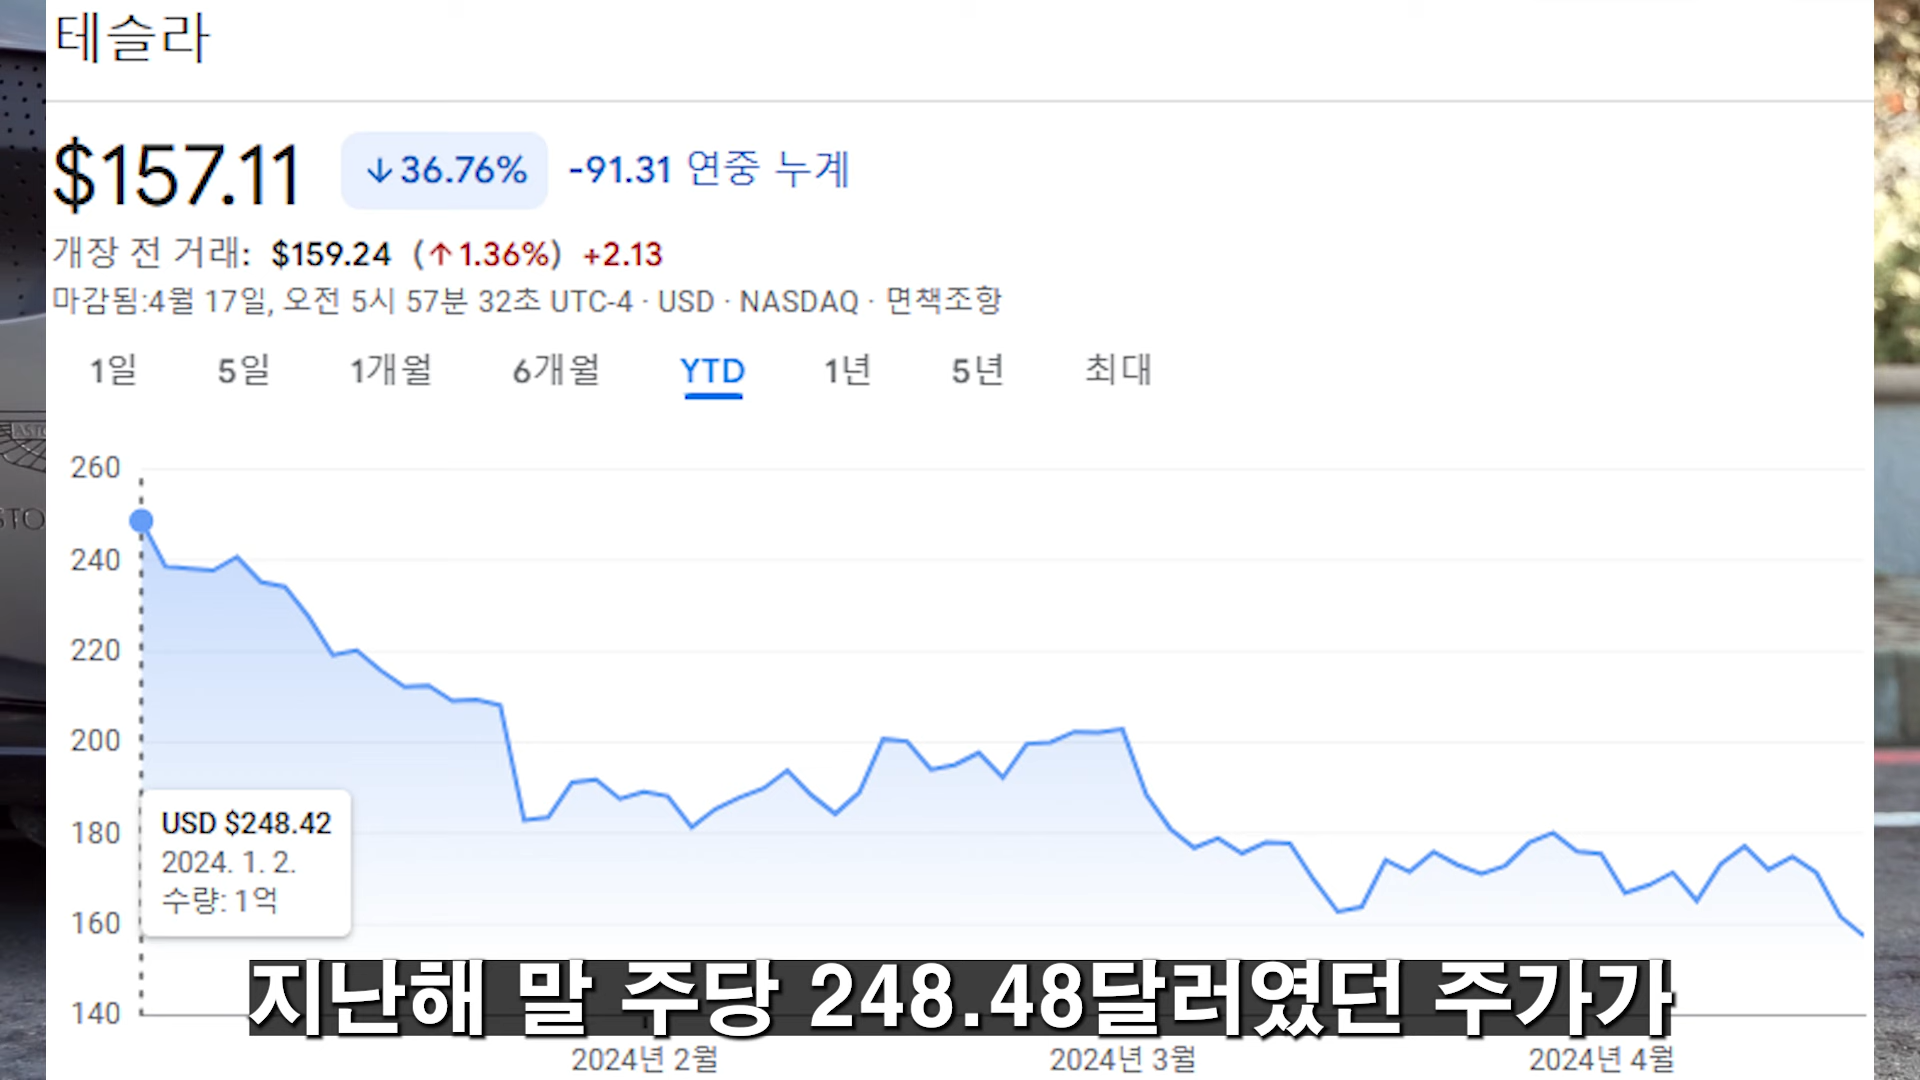 테슬라
$157.11 ↓36.76% -91.31 연중 누계
개장 전 거래: $159.24 (↑1.36%) +2.13
마감됨:4월 17일, 오전 5시 57분 32초 UTC-4 · USD · NASDAQ · 면책조항
1일 5일 1개월 6개월 YTD 1년 5년 최대
260
240
220
200
180
160
140
USD $248.42
2024. 1. 2.
수량: 1억
지난해 말 주당 248.48달러였던 주가가
2024년 2월 2024년 3월 2024년 4월